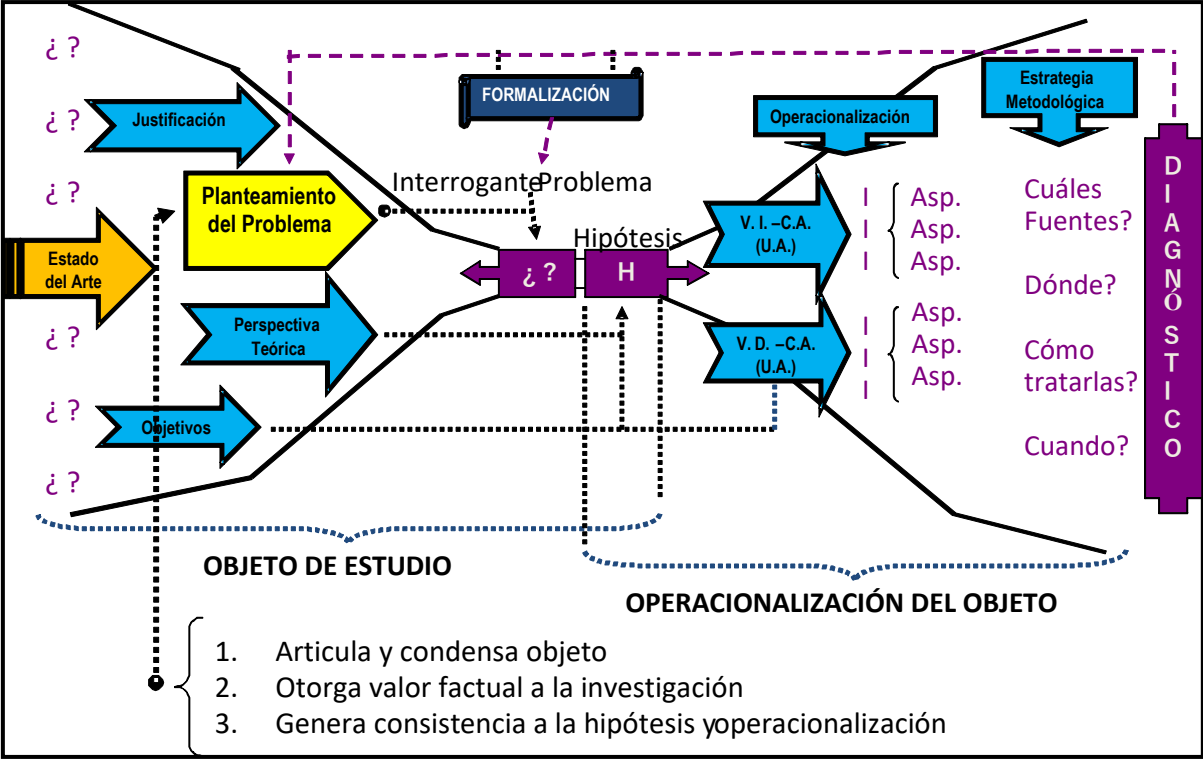 ¿ ?
¿ ?
¿ ?
¿ ?
¿ ?
¿ ?
Justificación
Planteamiento
del Problema
Estado
del Arte
Perspectiva
Teórica
Objetivos
FORMALIZACIÓN
Interrogante Problema
Hipótesis
¿ ?
H
Operacionalización
Estrategia
Metodológica
V. I. –C.A.
(U.A.)
I
I
I
Asp.
Asp.
Asp.
V. D. –C.A.
(U.A.)
I
I
I
Asp.
Asp.
Asp.
Cuáles
Fuentes?
Dónde?
Cómo
tratarlas?
Cuando?
DIAGNÓSTICO
OBJETO DE ESTUDIO
OPERACIONALIZACIÓN DEL OBJETO
1. Articula y condensa objeto
2. Otorga valor factual a la investigación
3. Genera consistencia a la hipótesis yoperacionalización